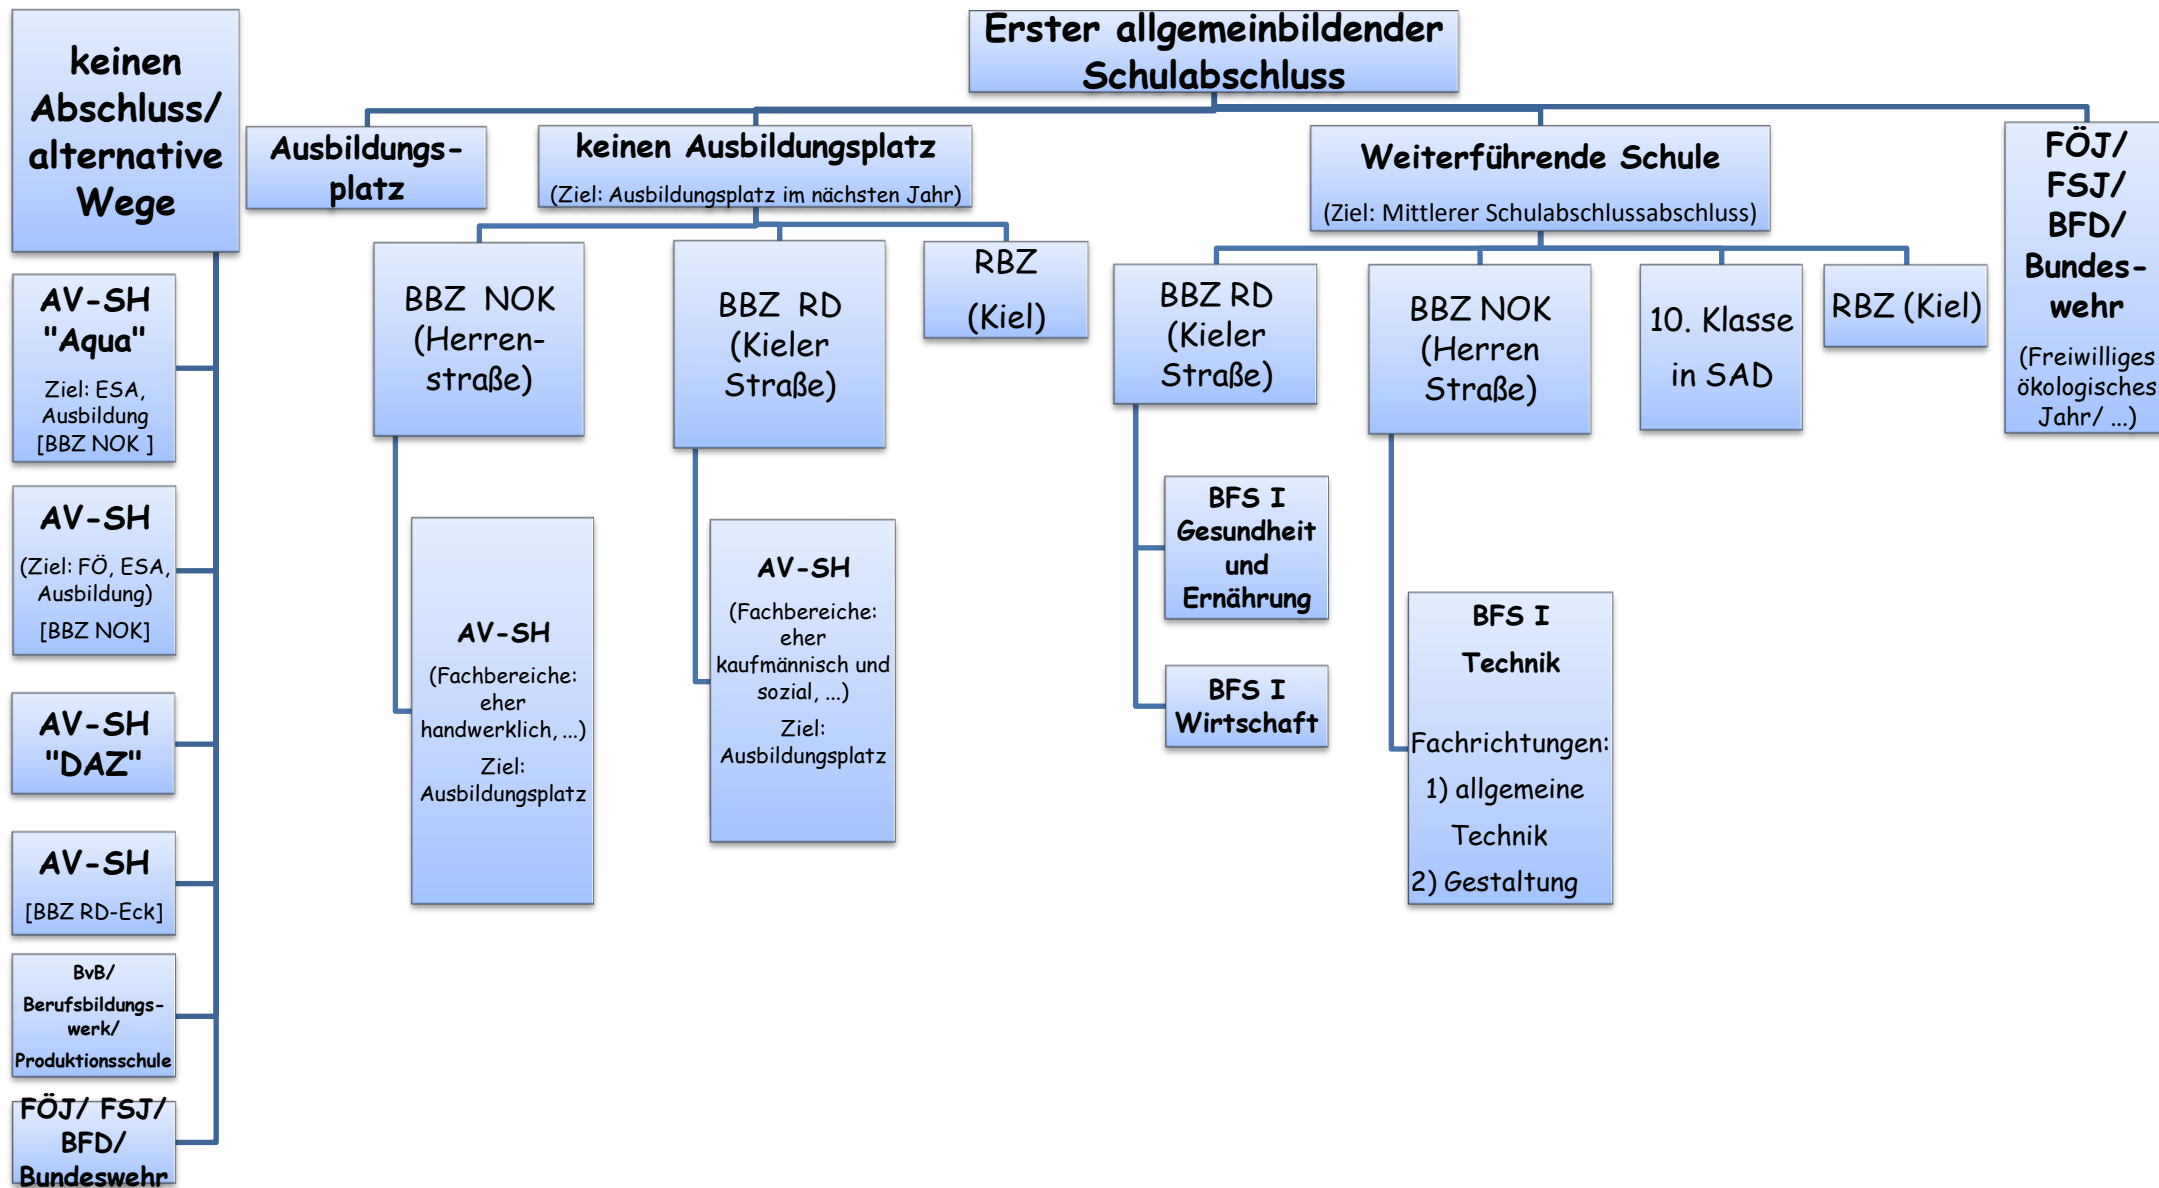 keinen
Abschluss/
alternative
Wege
AV-SH
"Aqua"
Ziel: ESA,
Ausbildung
[BBZ NOK ]
AV-SH
(Ziel: FÖ, ESA,
Ausbildung)
[BBZ NOK]
AV-SH
"DAZ"
AV-SH
[BBZ RD-Eck]
BvB/
Berufsbildungs-
werk/
Produktionsschule
FÖJ/ FSJ/
BFD/
Bundeswehr
Erster allgemeinbildender
Schulabschluss
Ausbildungs-
platz
keinen Ausbildungsplatz
(Ziel: Ausbildungsplatz im nächsten Jahr)
BBZ NOK
(Herren-
straße)
AV-SH
(Fachbereiche:
eher
handwerklich, ...)
Ziel:
Ausbildungsplatz
BBZ RD
(Kieler
Straße)
AV-SH
(Fachbereiche:
eher
kaufmännisch und
sozial, ...)
Ziel:
Ausbildungsplatz
RBZ
(Kiel)
Weiterführende Schule
(Ziel: Mittlerer Schulabschlussabschluss)
BBZ RD
(Kieler
Straße)
BFS I
Gesundheit
und
Ernährung
BFS I
Wirtschaft
BBZ NOK
(Herren
Straße)
BFS I
Technik
Fachrichtungen:
1) allgemeine
Technik
2) Gestaltung
10. Klasse
in SAD
RBZ (Kiel)
FÖJ/
FSJ/
BFD/
Bundes-
wehr
(Freiwilliges
ökologisches
Jahr/ ...)